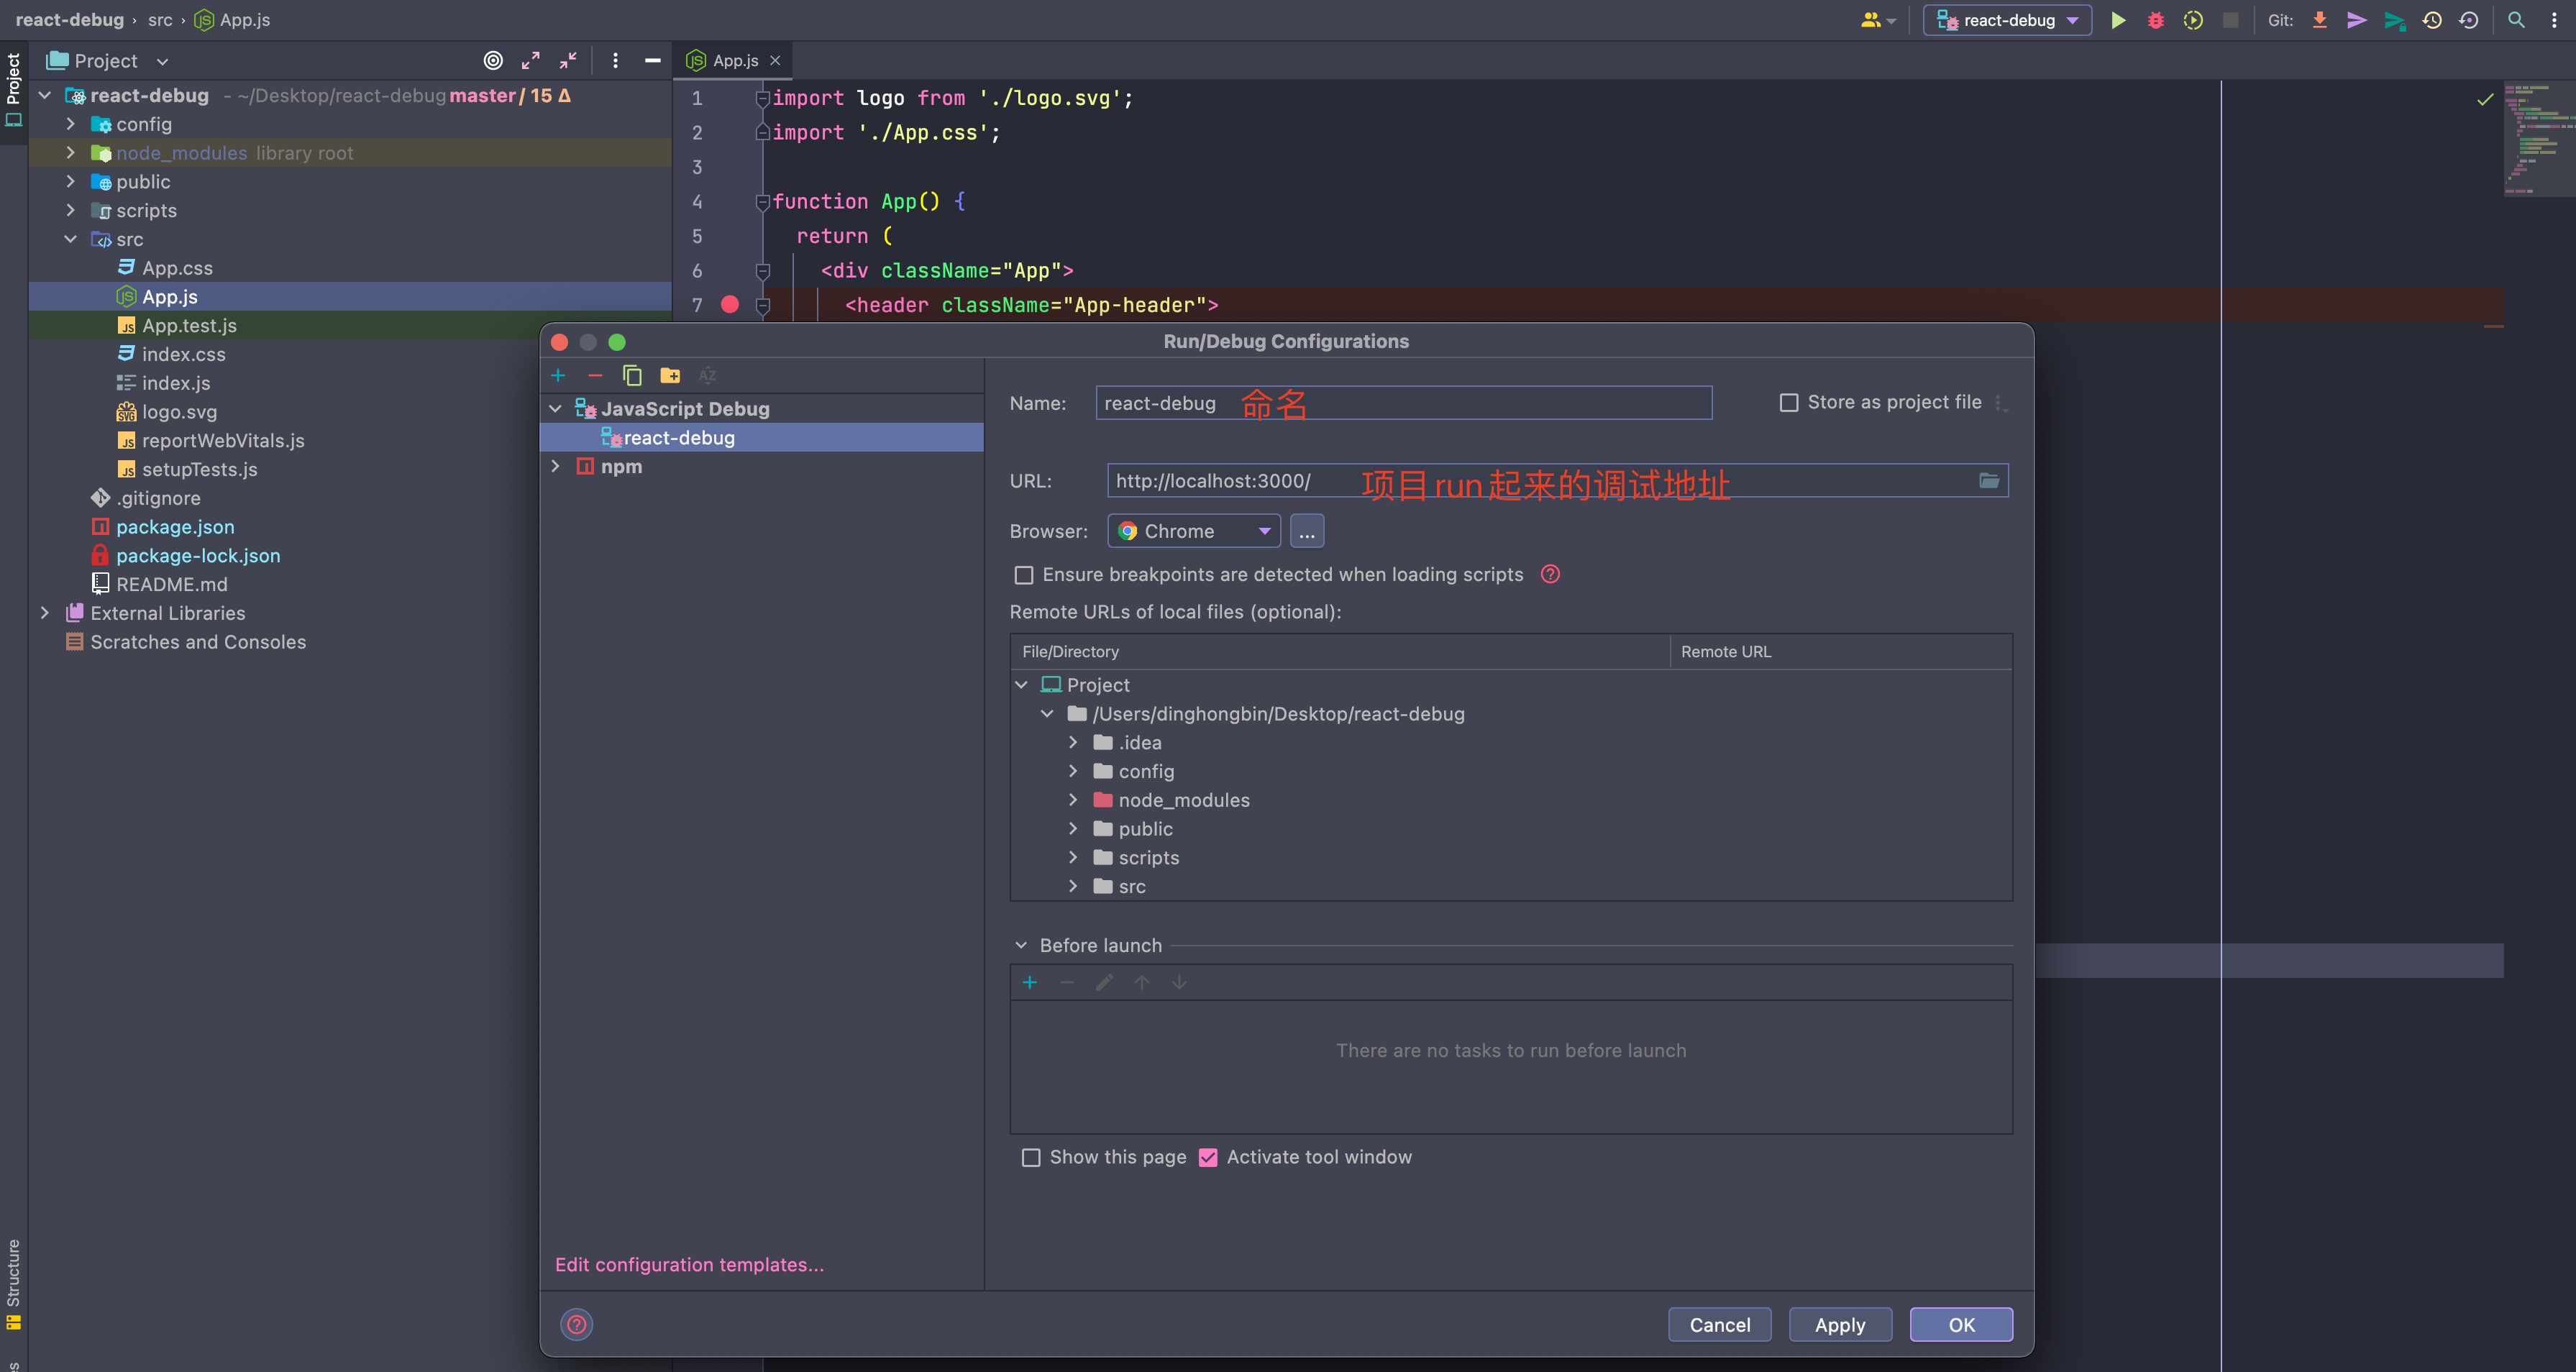 react-debug › src › App.js
react-debug
Git:
Project
Project
App.js
react-debug - ~/Desktop/react-debug master / 15 Δ
config
node_modules library root
public
scripts
src
App.css
App.js
App.test.js
index.css
index.js
logo.svg
reportWebVitals.js
setupTests.js
.gitignore
package.json
package-lock.json
README.md
External Libraries
Scratches and Consoles
Structure
1 import logo from './logo.svg';
2 import './App.css';
3
4 function App() {
5 return (
6 <div className="App">
7 <header className="App-header">
Run/Debug Configurations
JavaScript Debug
react-debug
npm
Edit configuration templates...
Name: react-debug 命名
Store as project file
URL: http://localhost:3000/ 项目run起来的调试地址
Browser: Chrome ...
Ensure breakpoints are detected when loading scripts ?
Remote URLs of local files (optional):
File/Directory Remote URL
Project
/Users/dinghongbin/Desktop/react-debug
.idea
config
node_modules
public
scripts
src
Before launch
There are no tasks to run before launch
Show this page Activate tool window
? Cancel Apply OK